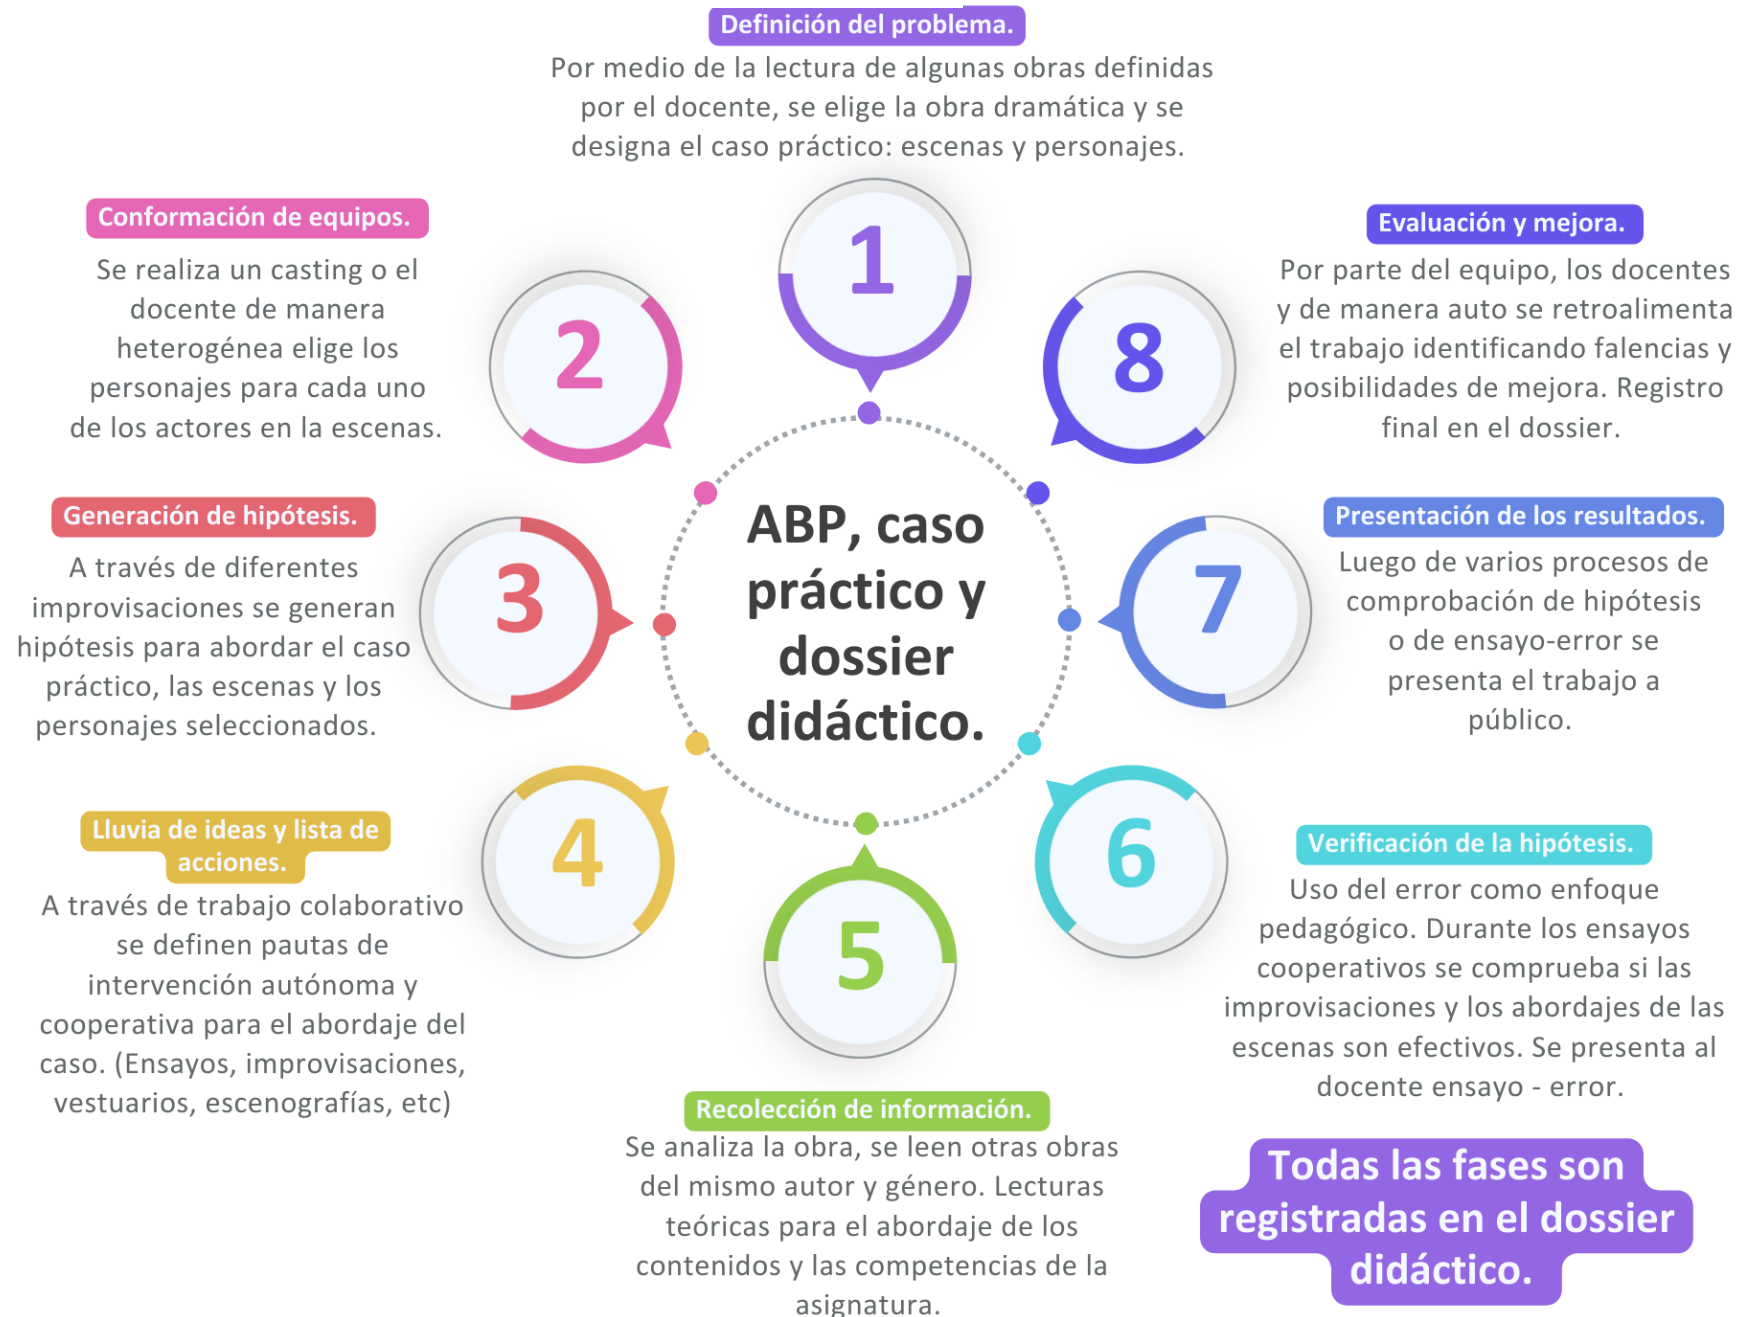 Definición del problema.
Por medio de la lectura de algunas obras definidas
por el docente, se elige la obra dramática y se
designa el caso práctico: escenas y personajes.
1
Conformación de equipos.
Se realiza un casting o el
docente de manera
heterogénea elige los
personajes para cada uno
de los actores en la escenas.
2
Generación de hipótesis.
A través de diferentes
improvisaciones se generan
hipótesis para abordar el caso
práctico, las escenas y los
personajes seleccionados.
3
Lluvia de ideas y lista de
acciones.
A través de trabajo colaborativo
se definen pautas de
intervención autónoma y
cooperativa para el abordaje del
caso. (Ensayos, improvisaciones,
vestuarios, escenografías, etc)
4
ABP, caso
práctico y
dossier
didáctico.
5
Recolección de información.
Se analiza la obra, se leen otras obras
del mismo autor y género. Lecturas
teóricas para el abordaje de los
contenidos y las competencias de la
asignatura.
6
Verificación de la hipótesis.
Uso del error como enfoque
pedagógico. Durante los ensayos
cooperativos se comprueba si las
improvisaciones y los abordajes de las
escenas son efectivos. Se presenta al
docente ensayo - error.
7
Presentación de los resultados.
Luego de varios procesos de
comprobación de hipótesis
o de ensayo-error se
presenta el trabajo a
público.
8
Evaluación y mejora.
Por parte del equipo, los docentes
y de manera auto se retroalimenta
el trabajo identificando falencias y
posibilidades de mejora. Registro
final en el dossier.
Todas las fases son
registradas en el dossier
didáctico.